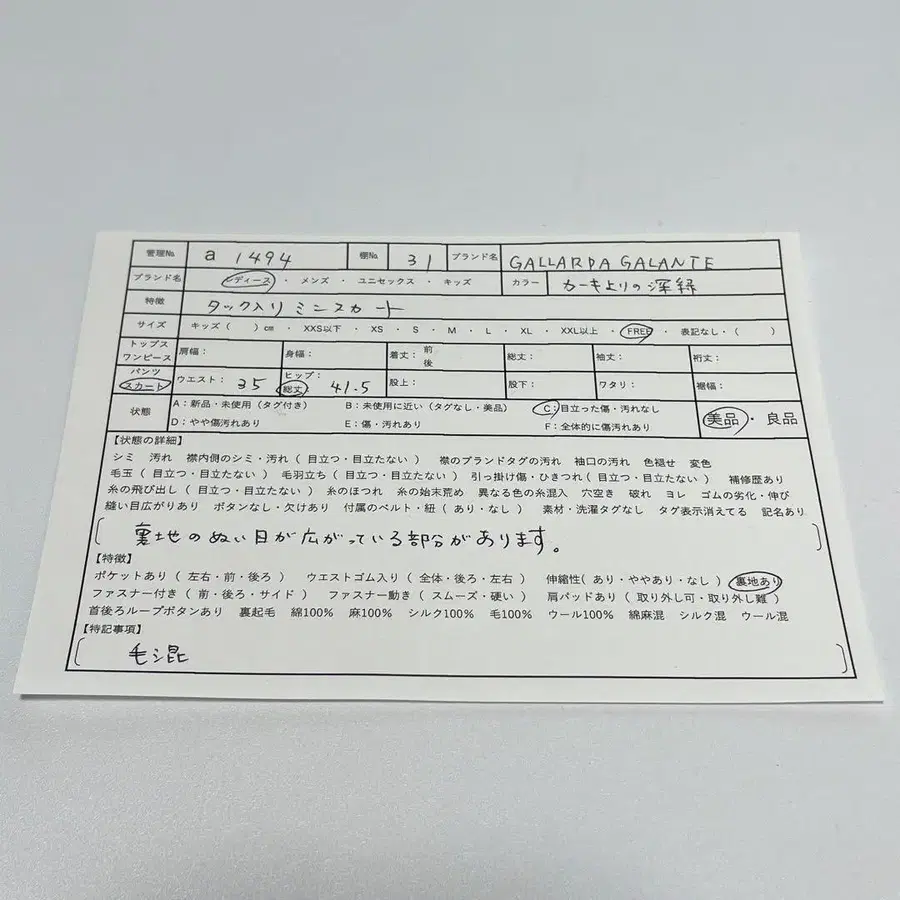 管理No. a 1494 棚No. 31 ブランド名 GALLARDA GALANTE
ブランド名 レディース ・ メンズ ・ ユニセックス ・ キッズ カラー カーキよりの深緑
特徴 タック入りミニスカート
サイズ キッズ ( ) cm ・ XXS以下 ・ XS ・ S ・ M ・ L ・ XL ・ XXL以上 ・ FREE ・ 表記なし・( )
トップス ワンピース 肩幅: 身幅: 着丈: 前 後 総丈: 袖丈: 裄丈:
パンツ スカート ウエスト: 35 ヒップ: 総丈: 41.5 股上: 股下: ワタリ: 裾幅:
状態 A:新品・未使用(タグ付き) B:未使用に近い(タグなし・美品) C:目立った傷・汚れなし 美品 ・ 良品
D:やや傷汚れあり E:傷・汚れあり F:全体的に傷汚れあり
【状態の詳細】
シミ 汚れ 襟内側のシミ・汚れ ( 目立つ・目立たない ) 襟のブランドタグの汚れ 袖口の汚れ 色褪せ 変色
毛玉 ( 目立つ・目立たない ) 毛羽立ち ( 目立つ・目立たない ) 引っ掛け傷・ひきつれ ( 目立つ・目立たない ) 補修歴あり
糸の飛び出し ( 目立つ・目立たない ) 糸のほつれ 糸の始末荒め 異なる色の糸混入 穴空き 破れ ヨレ ゴムの劣化・伸び
縫い目広がりあり ボタンなし・欠けあり 付属のベルト・紐 ( あり・なし ) 素材・洗濯タグなし タグ表示消えてる 記名あり
裏地のぬい目が広がっている部分があります。
【特徴】
ポケットあり ( 左右・前・後ろ ) ウエストゴム入り ( 全体・後ろ・左右 ) 伸縮性 ( あり・ややあり・なし ) 裏地あり
ファスナー付き ( 前・後ろ・サイド ) ファスナー動き ( スムーズ・硬い ) 肩パッドあり ( 取り外し可・取り外し難 )
首後ろループボタンあり 裏起毛 綿100% 麻100% シルク100% 毛100% ウール100% 綿麻混 シルク混 ウール混
【特記事項】
毛混